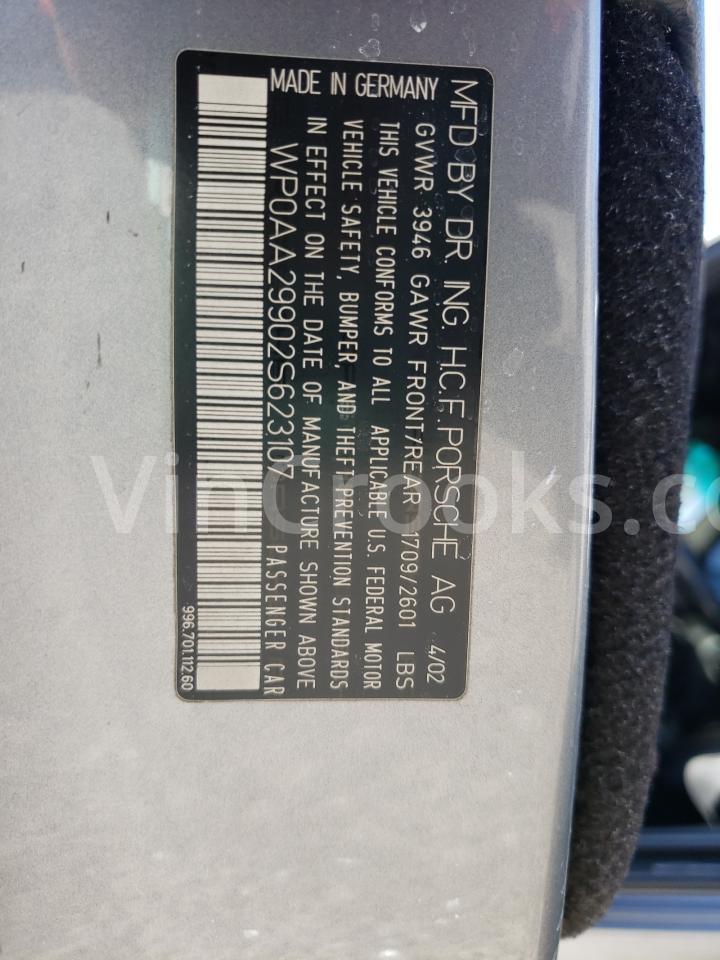 MFD BY DR. ING. H.C.F. PORSCHE AG 4/02
GVWR 3946 GAWR FRONT/REAR 1709/2601 LBS
THIS VEHICLE CONFORMS TO ALL APPLICABLE U.S. FEDERAL MOTOR
VEHICLE SAFETY, BUMPER, AND THEFT PREVENTION STANDARDS
IN EFFECT ON THE DATE OF MANUFACTURE SHOWN ABOVE
MADE IN GERMANY
WP0AA29902S623107 PASSENGER CAR
996.701.112.60
VinCrooks.co